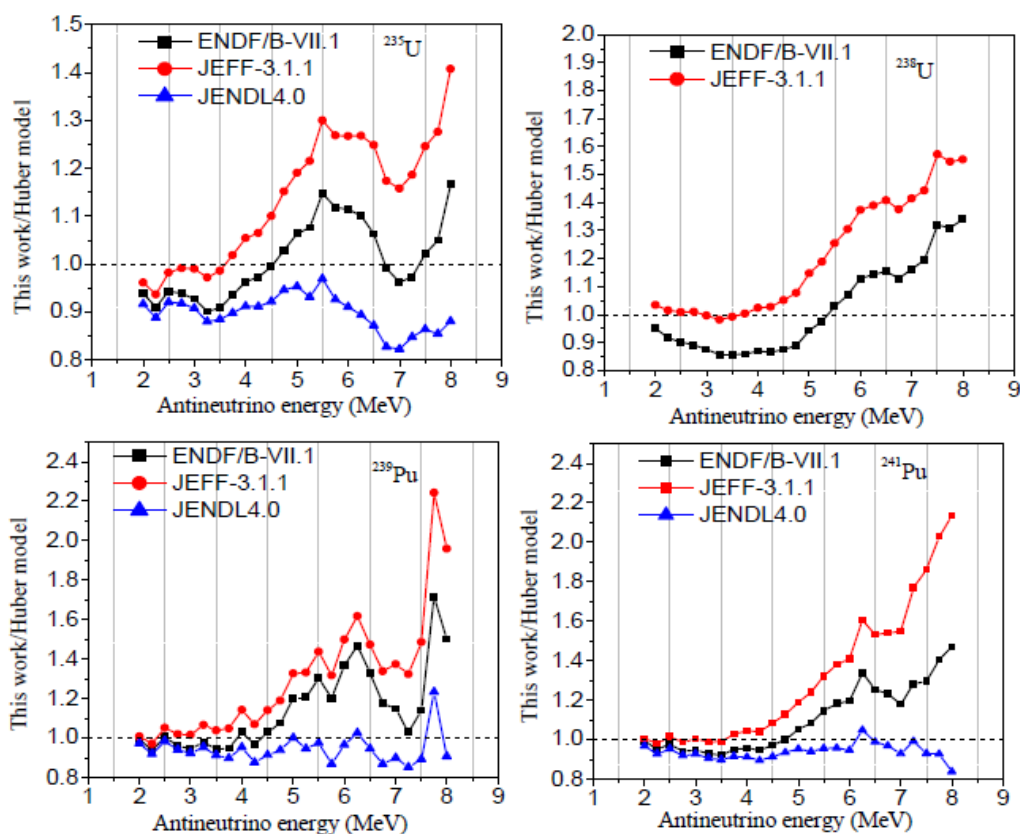 This work/Huber model
1.5
1.4
1.3
1.2
1.1
1.0
0.9
0.8
ENDF/B-VII.1
JEFF-3.1.1
JENDL4.0
²³⁵U
1 2 3 4 5 6 7 8 9
Antineutrino energy (MeV)
This work/Huber model
2.0
1.9
1.8
1.7
1.6
1.5
1.4
1.3
1.2
1.1
1.0
0.9
0.8
ENDF/B-VII.1
JEFF-3.1.1
²³⁸U
1 2 3 4 5 6 7 8 9
Antineutrino energy (MeV)
This work/Huber model
2.4
2.2
2.0
1.8
1.6
1.4
1.2
1.0
0.8
ENDF/B-VII.1
JEFF-3.1.1
JENDL4.0
²³⁹Pu
1 2 3 4 5 6 7 8 9
Antineutrino energy (MeV)
This work/Huber model
2.4
2.2
2.0
1.8
1.6
1.4
1.2
1.0
0.8
ENDF/B-VII.1
JEFF-3.1.1
JENDL4.0
²⁴¹Pu
1 2 3 4 5 6 7 8 9
Antineutrino energy (MeV)